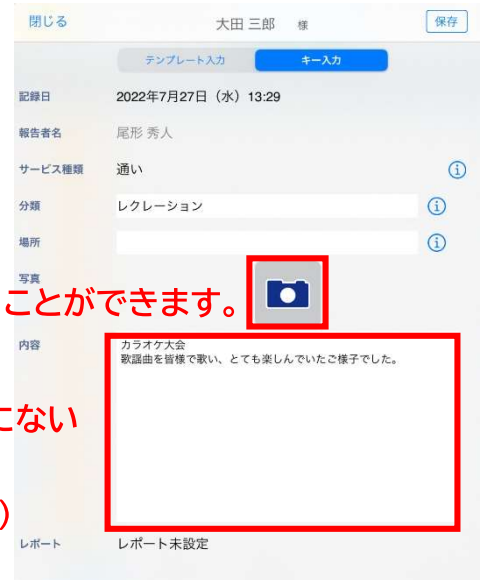 閉じる 大田 三郎 様 保存
テンプレート入力 キー入力
記録日 2022年7月27日（水）13:29
報告者名 尾形 秀人
サービス種類 通い
分類 レクレーション
場所
写真
ことができます。
内容 カラオケ大会
歌謡曲を皆様で歌い、とても楽しんでいたご様子でした。
にない
）
レポート レポート未設定